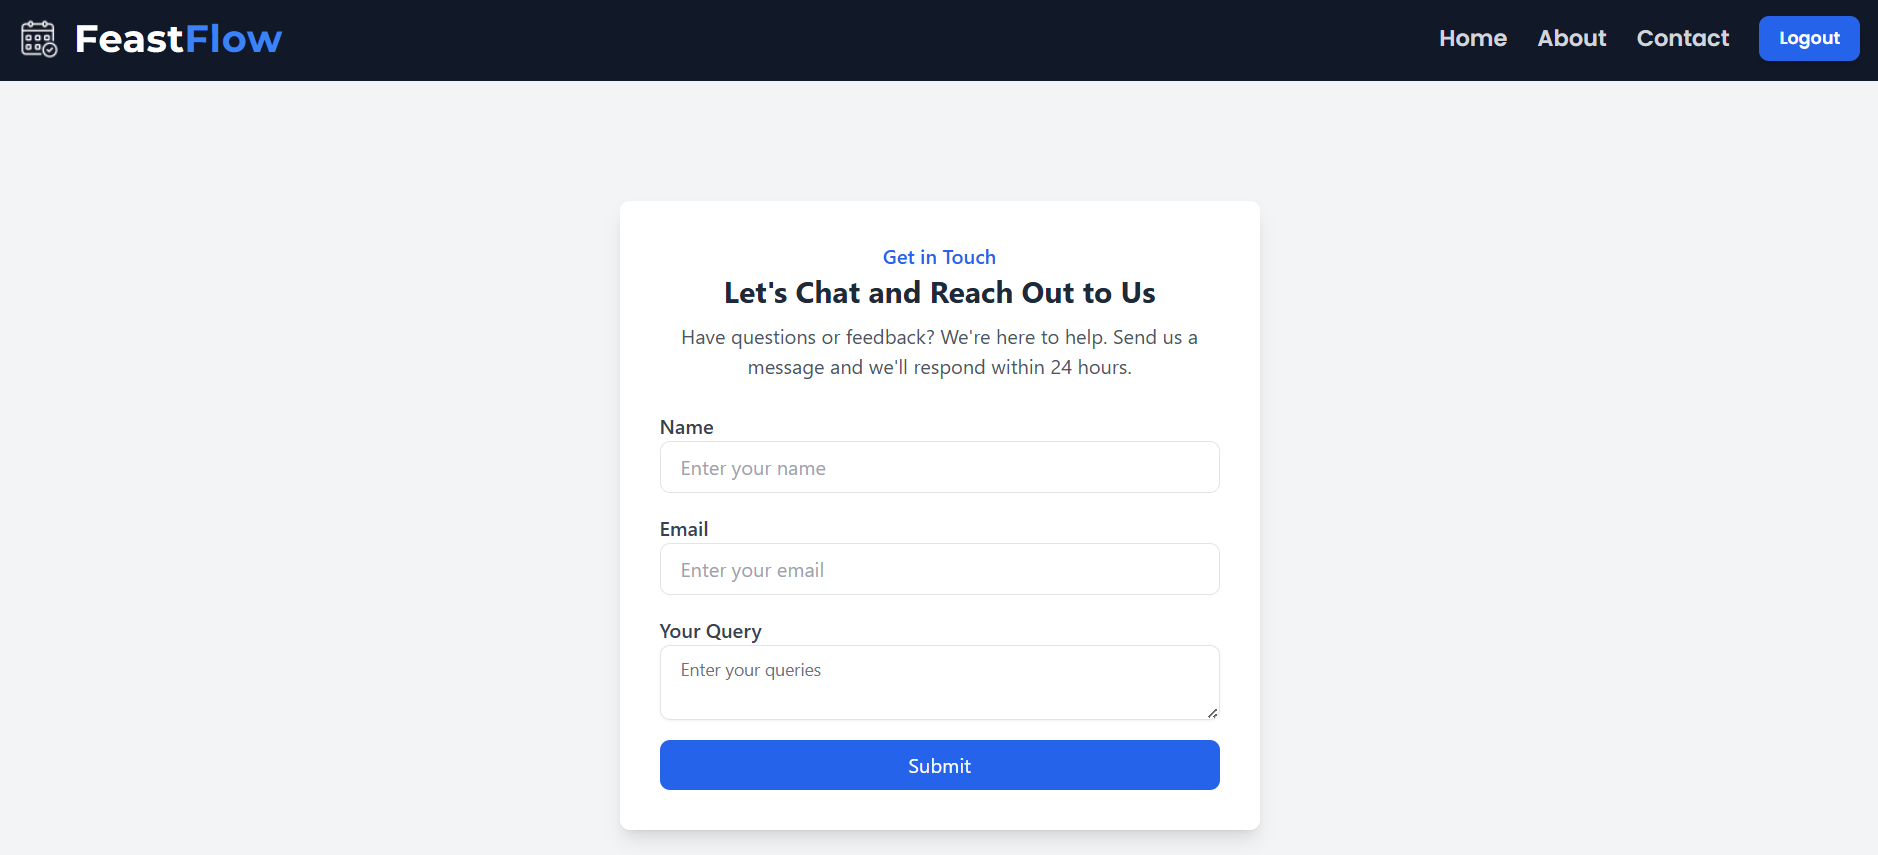 FeastFlow
Home About Contact Logout
Get in Touch
Let's Chat and Reach Out to Us
Have questions or feedback? We're here to help. Send us a
message and we'll respond within 24 hours.
Name
Enter your name
Email
Enter your email
Your Query
Enter your queries
Submit